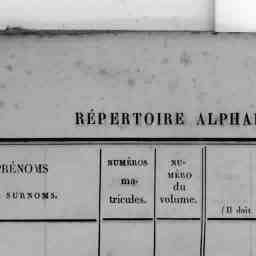 RÉPERTOIRE ALPHA
PRÉNOMS
SURNOMS.
NUMÉROS
ma-
tricules.
NU-
MÉRO
du
volume.
(Il doit